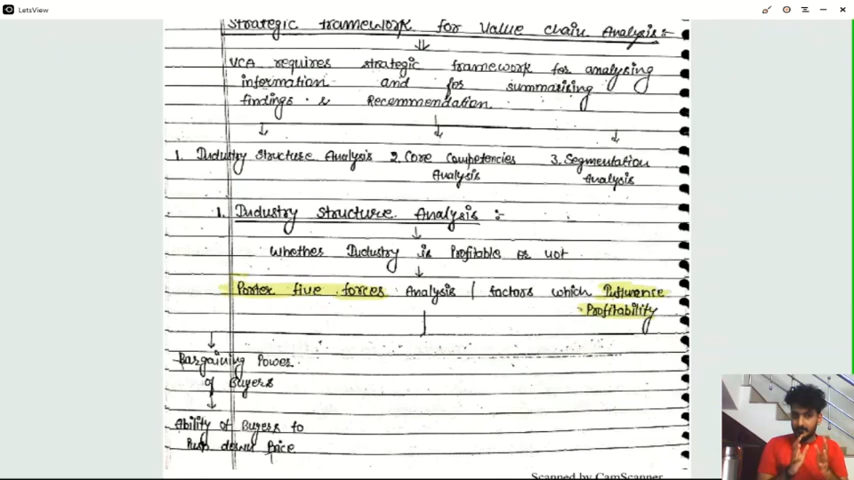 LetsView
Strategic framework for Value chain Analysis:-
VCA requires strategic framework for analysing
information and for summarising
findings & Recommendation.
1. Industry Structure Analysis 2. Core Competencies Analysis 3. Segmentation Analysis
1. Industry Structure Analysis :-
Whether Industry is Profitable or not
Porter five forces Analysis / factors which Influence
Profitability
Bargaining Power
of Buyers
Ability of Buyers to
Push down Price
Scanned by CamScanner